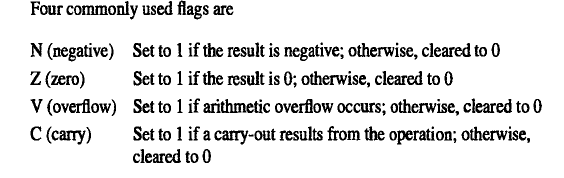 Four commonly used flags are
N (negative) Set to 1 if the result is negative; otherwise, cleared to 0
Z (zero) Set to 1 if the result is 0; otherwise, cleared to 0
V (overflow) Set to 1 if arithmetic overflow occurs; otherwise, cleared to 0
C (carry) Set to 1 if a carry-out results from the operation; otherwise,
cleared to 0